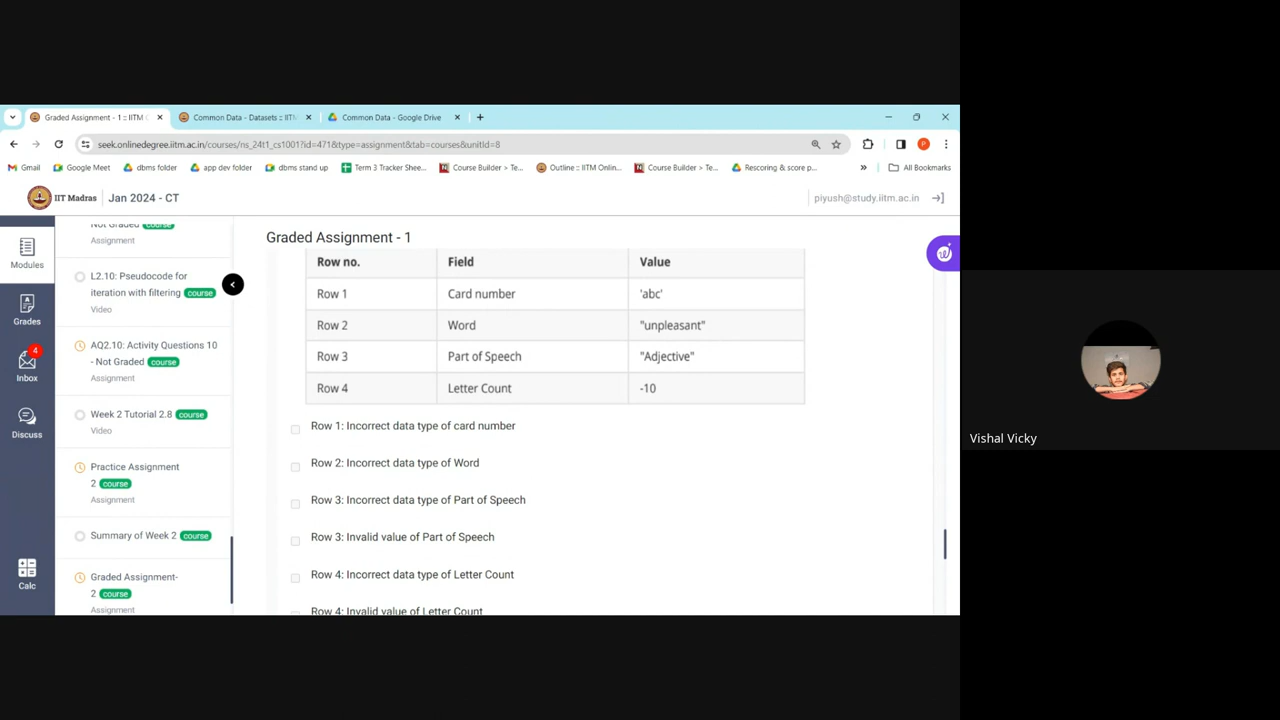 Graded Assignment - 1 :: IITM
Common Data - Datasets :: IITM
Common Data - Google Drive
seek.onlinedegree.iitm.ac.in/courses/ns_24t1_cs1001?id=471&type=assignment&tab=courses&unitId=8
P
Gmail
Google Meet
dbms folder
app dev folder
dbms stand up
Term 3 Tracker Shee...
Course Builder > Te...
Outline :: IITM Onlin...
Course Builder > Te...
Rescoring & score p...
»
All Bookmarks
IIT Madras
Jan 2024 - CT
piyush@study.iitm.ac.in
Modules
Grades
4
Inbox
Discuss
Calc
Not Graded course
Assignment
L2.10: Pseudocode for
iteration with filtering course
Video
AQ2.10: Activity Questions 10
- Not Graded course
Assignment
Week 2 Tutorial 2.8 course
Video
Practice Assignment
2 course
Assignment
Summary of Week 2 course
Graded Assignment-
2 course
Assignment
Graded Assignment - 1
Row no. Field Value
Row 1 Card number 'abc'
Row 2 Word "unpleasant"
Row 3 Part of Speech "Adjective"
Row 4 Letter Count -10
Row 1: Incorrect data type of card number
Row 2: Incorrect data type of Word
Row 3: Incorrect data type of Part of Speech
Row 3: Invalid value of Part of Speech
Row 4: Incorrect data type of Letter Count
Row 4: Invalid value of Letter Count
Vishal Vicky